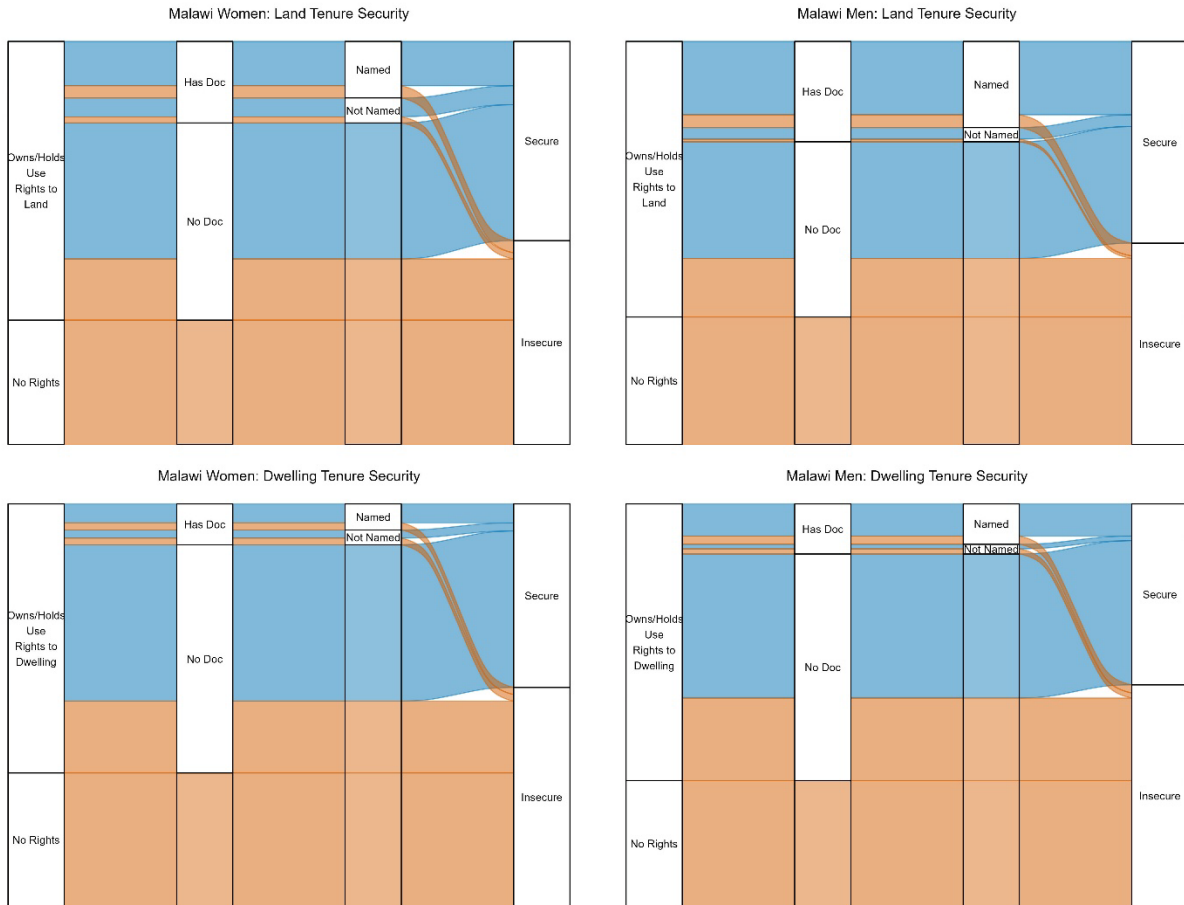 Malawi Women: Land Tenure Security
Has Doc
Named
Not Named
Owns/Holds
Use
Rights to
Land
Secure
No Doc
Insecure
No Rights
Malawi Men: Land Tenure Security
Has Doc
Named
Not Named
Owns/Holds
Use
Rights to
Land
Secure
No Doc
Insecure
No Rights
Malawi Women: Dwelling Tenure Security
Has Doc
Named
Not Named
Owns/Holds
Use
Rights to
Dwelling
Secure
No Doc
Insecure
No Rights
Malawi Men: Dwelling Tenure Security
Has Doc
Named
Not Named
Owns/Holds
Use
Rights to
Dwelling
Secure
No Doc
Insecure
No Rights